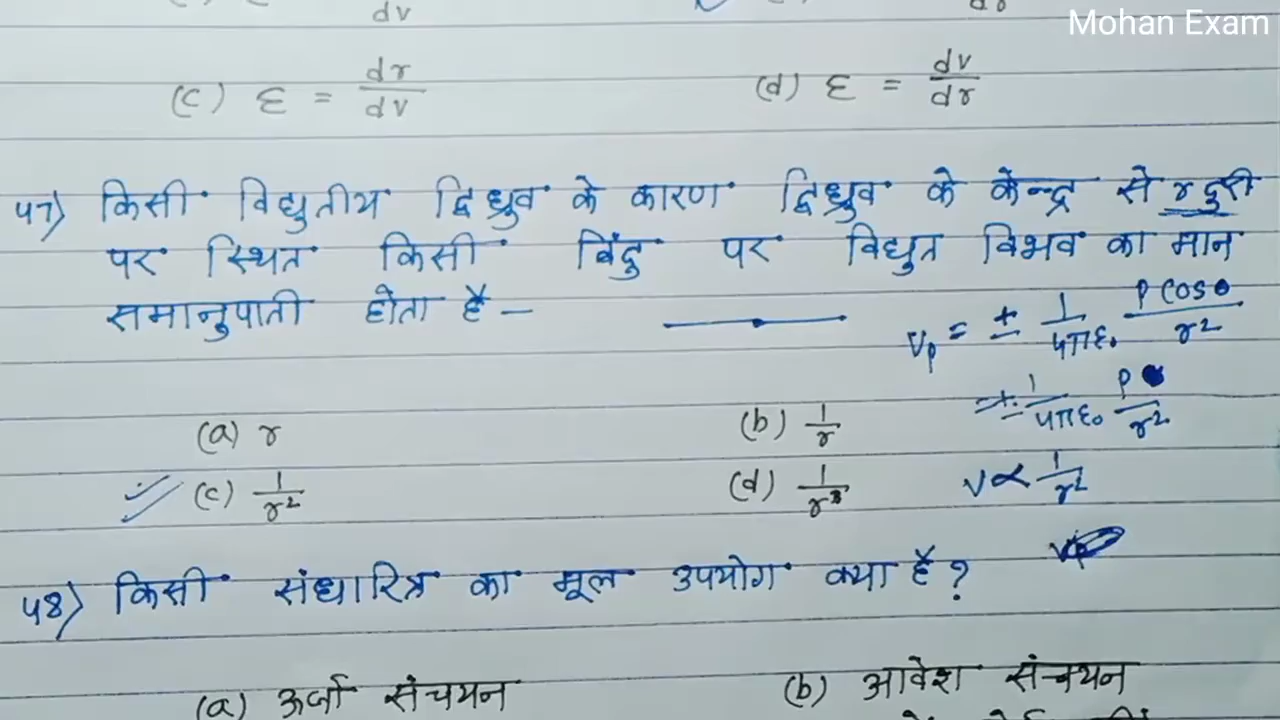 Mohan Exam
dv
(c) ε = dr/dv
(d) ε = dv/dr
47) किसी विद्युतीय द्विध्रुव के कारण द्विध्रुव के केन्द्र से r दुरी
पर स्थित किसी बिंदु पर विद्युत विभव का मान
समानुपाती होता है –
Vp = ± 1/4πε₀ P cosθ/r²
= ± 1/4πε₀ P/r²
(a) r
(b) 1/r
(c) 1/r²
(d) 1/r³
V ∝ 1/r²
48) किसी संधारित्र का मूल उपयोग क्या है ?
(a) ऊर्जा संचयन
(b) आवेश संचयन